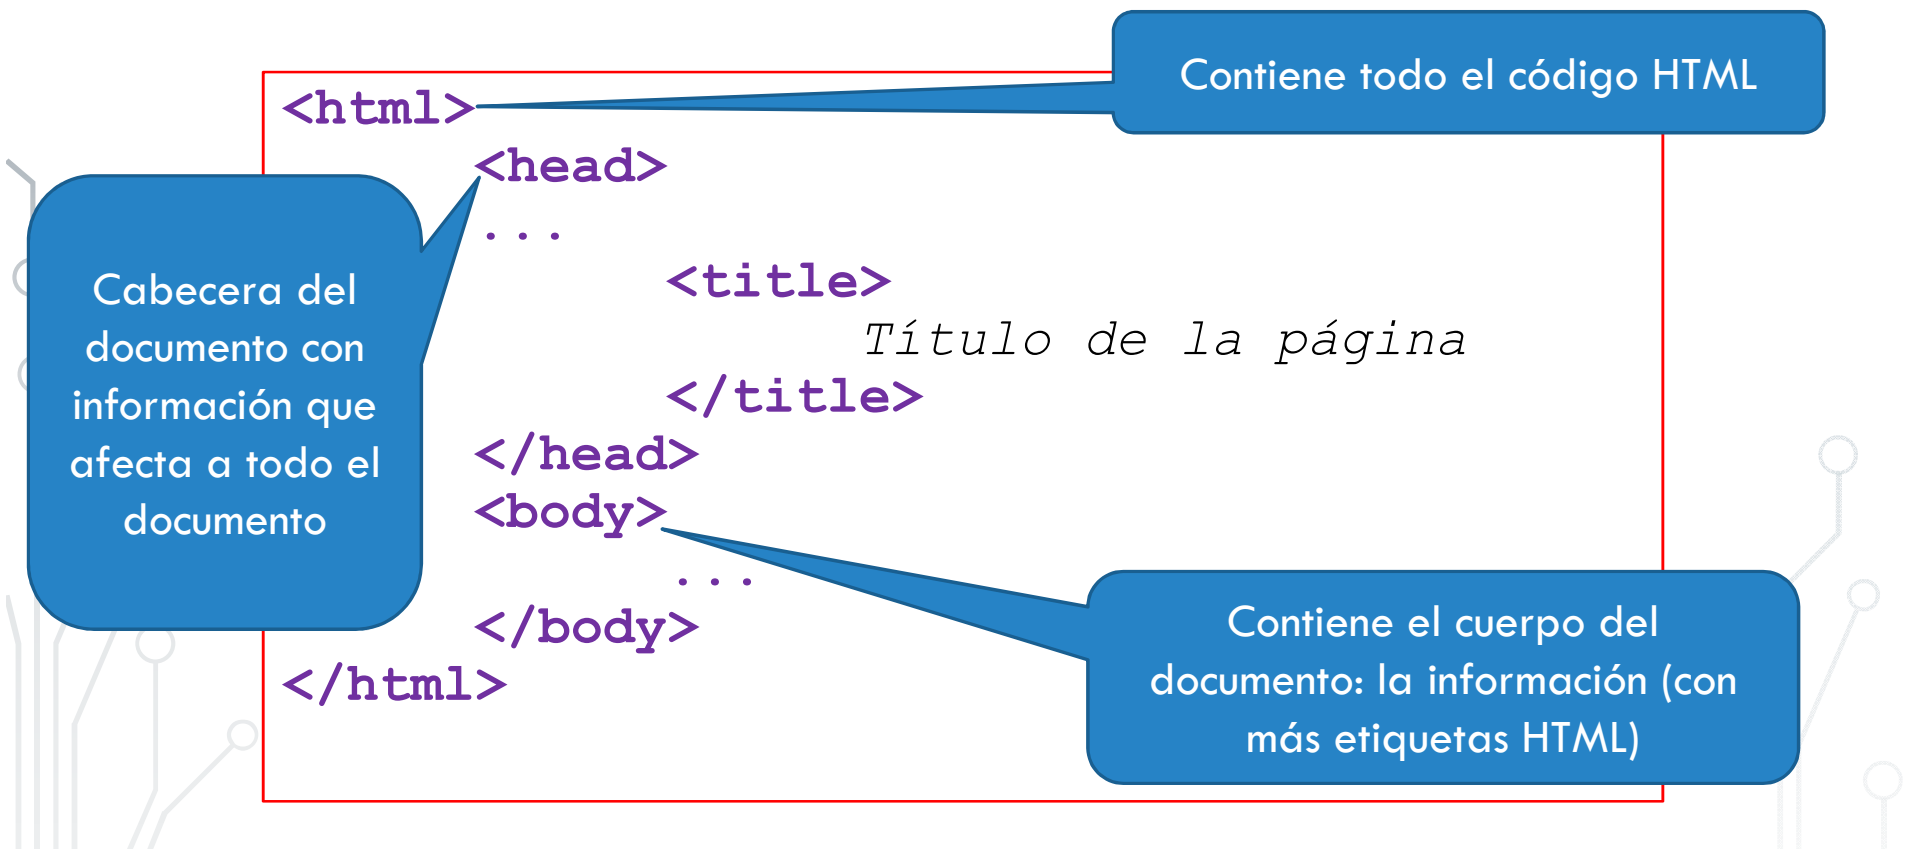 Contiene todo el código HTML
<html>
<head>
...
<title>
Título de la página
</title>
</head>
<body>
...
</body>
</html>
Cabecera del
documento con
información que
afecta a todo el
documento
Contiene el cuerpo del
documento: la información (con
más etiquetas HTML)